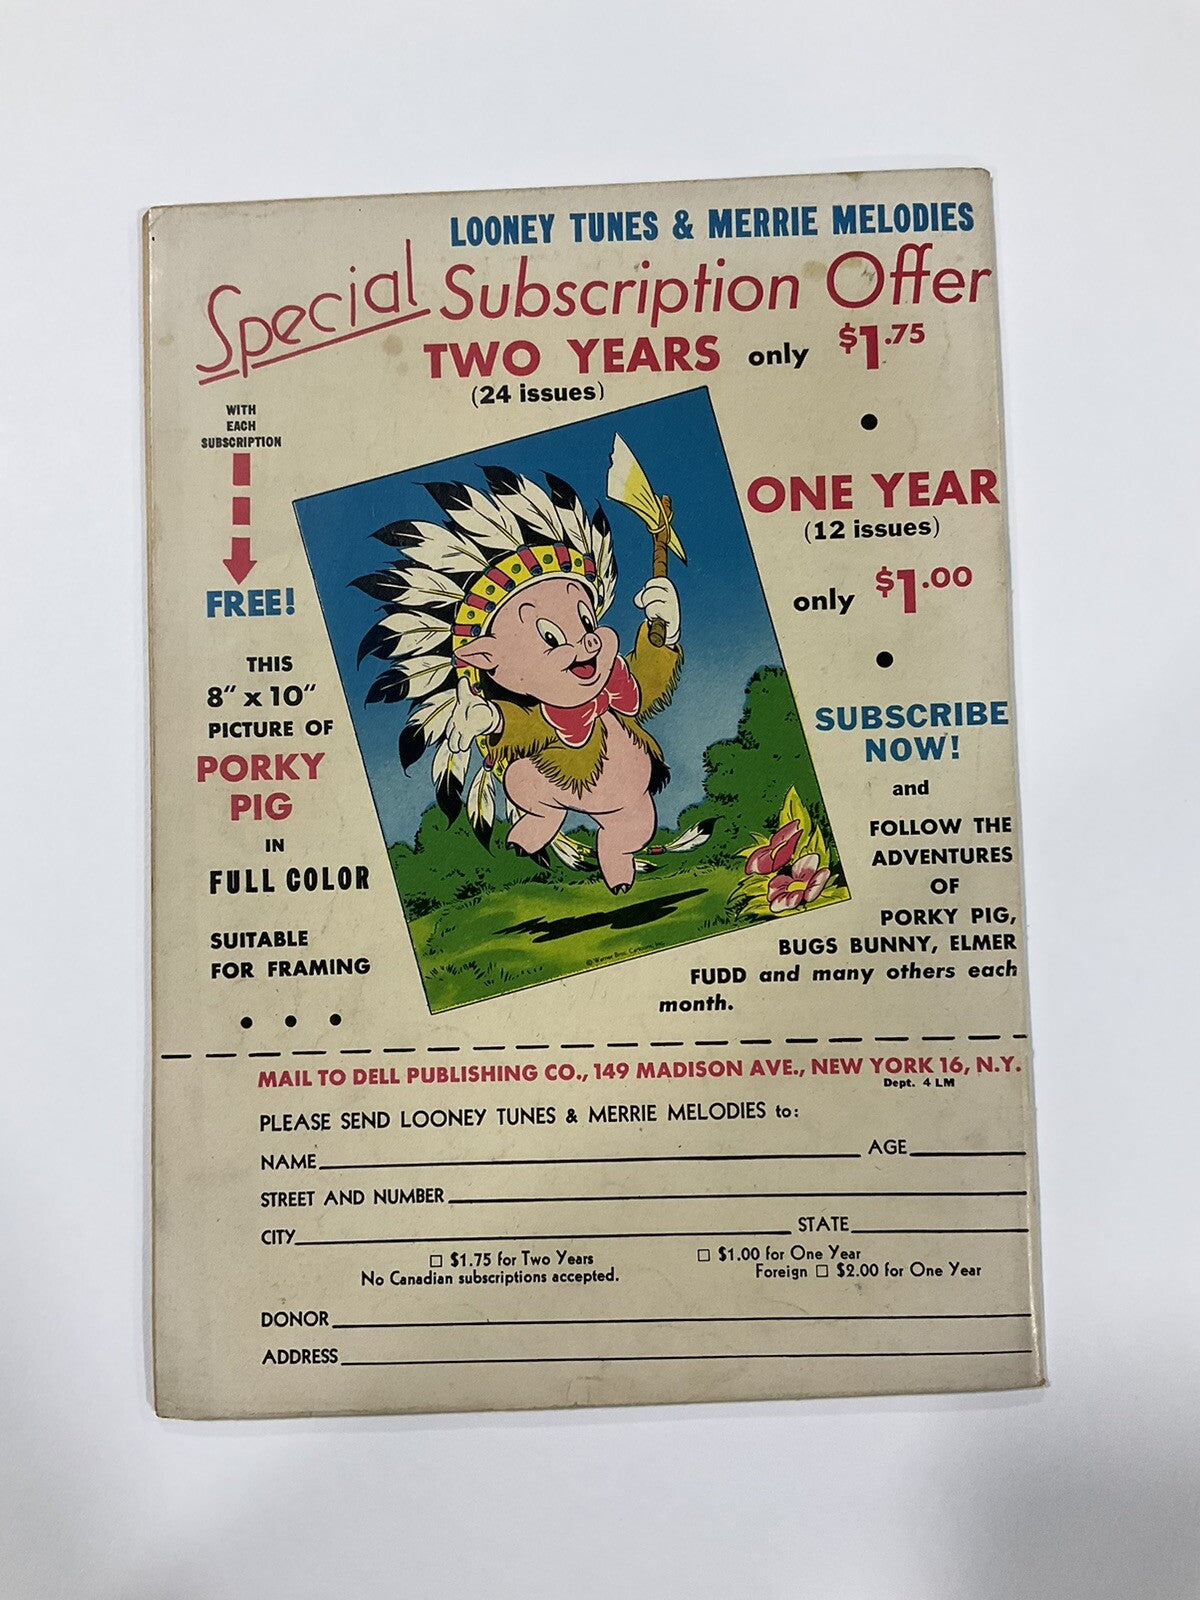 LOONEY TUNES & MERRIE MELODIES
Special Subscription Offer
TWO YEARS only $1.75
(24 issues)
WITH
EACH
SUBSCRIPTION
FREE!
THIS
8" x 10"
PICTURE OF
PORKY
PIG
IN
FULL COLOR
SUITABLE
FOR FRAMING
ONE YEAR
(12 issues)
only $1.00
SUBSCRIBE
NOW!
and
FOLLOW THE
ADVENTURES
OF
PORKY PIG,
BUGS BUNNY, ELMER
FUDD and many others each
month.
© Warner Bros. Cartoons, Inc.
MAIL TO DELL PUBLISHING CO., 149 MADISON AVE., NEW YORK 16, N.Y.
Dept. 4 LM
PLEASE SEND LOONEY TUNES & MERRIE MELODIES to:
NAME AGE
STREET AND NUMBER
CITY STATE
☐ $1.75 for Two Years ☐ $1.00 for One Year
No Canadian subscriptions accepted. Foreign ☐ $2.00 for One Year
DONOR
ADDRESS